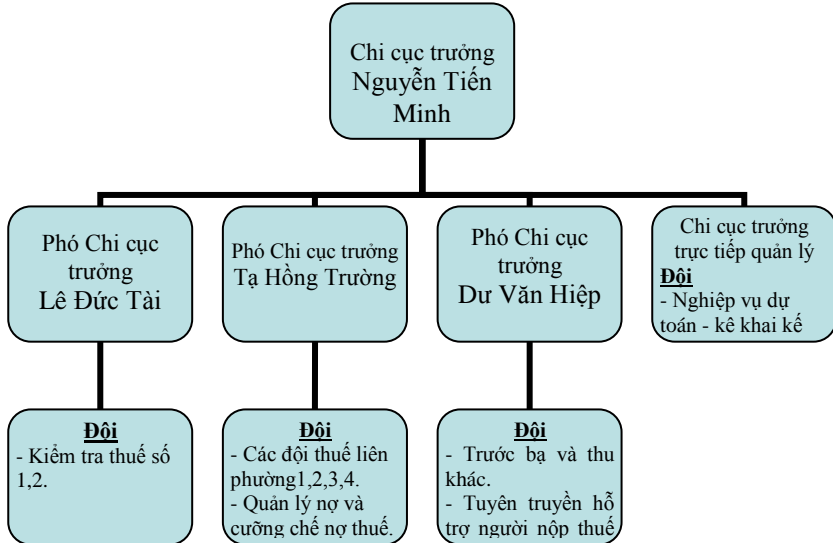 Chi cục trưởng
Nguyễn Tiến
Minh
Phó Chi cục
trưởng
Lê Đức Tài
Phó Chi cục trưởng
Tạ Hồng Trường
Phó Chi cục
trưởng
Dư Văn Hiệp
Chi cục trưởng
trực tiếp quản lý
Đội
- Nghiệp vụ dự
toán - kê khai kế
Đội
- Kiểm tra thuế số
1,2.
Đội
- Các đội thuế liên
phường1,2,3,4.
- Quản lý nợ và
cưỡng chế nợ thuế.
Đội
- Trước bạ và thu
khác.
- Tuyên truyền hỗ
trợ người nộp thuế